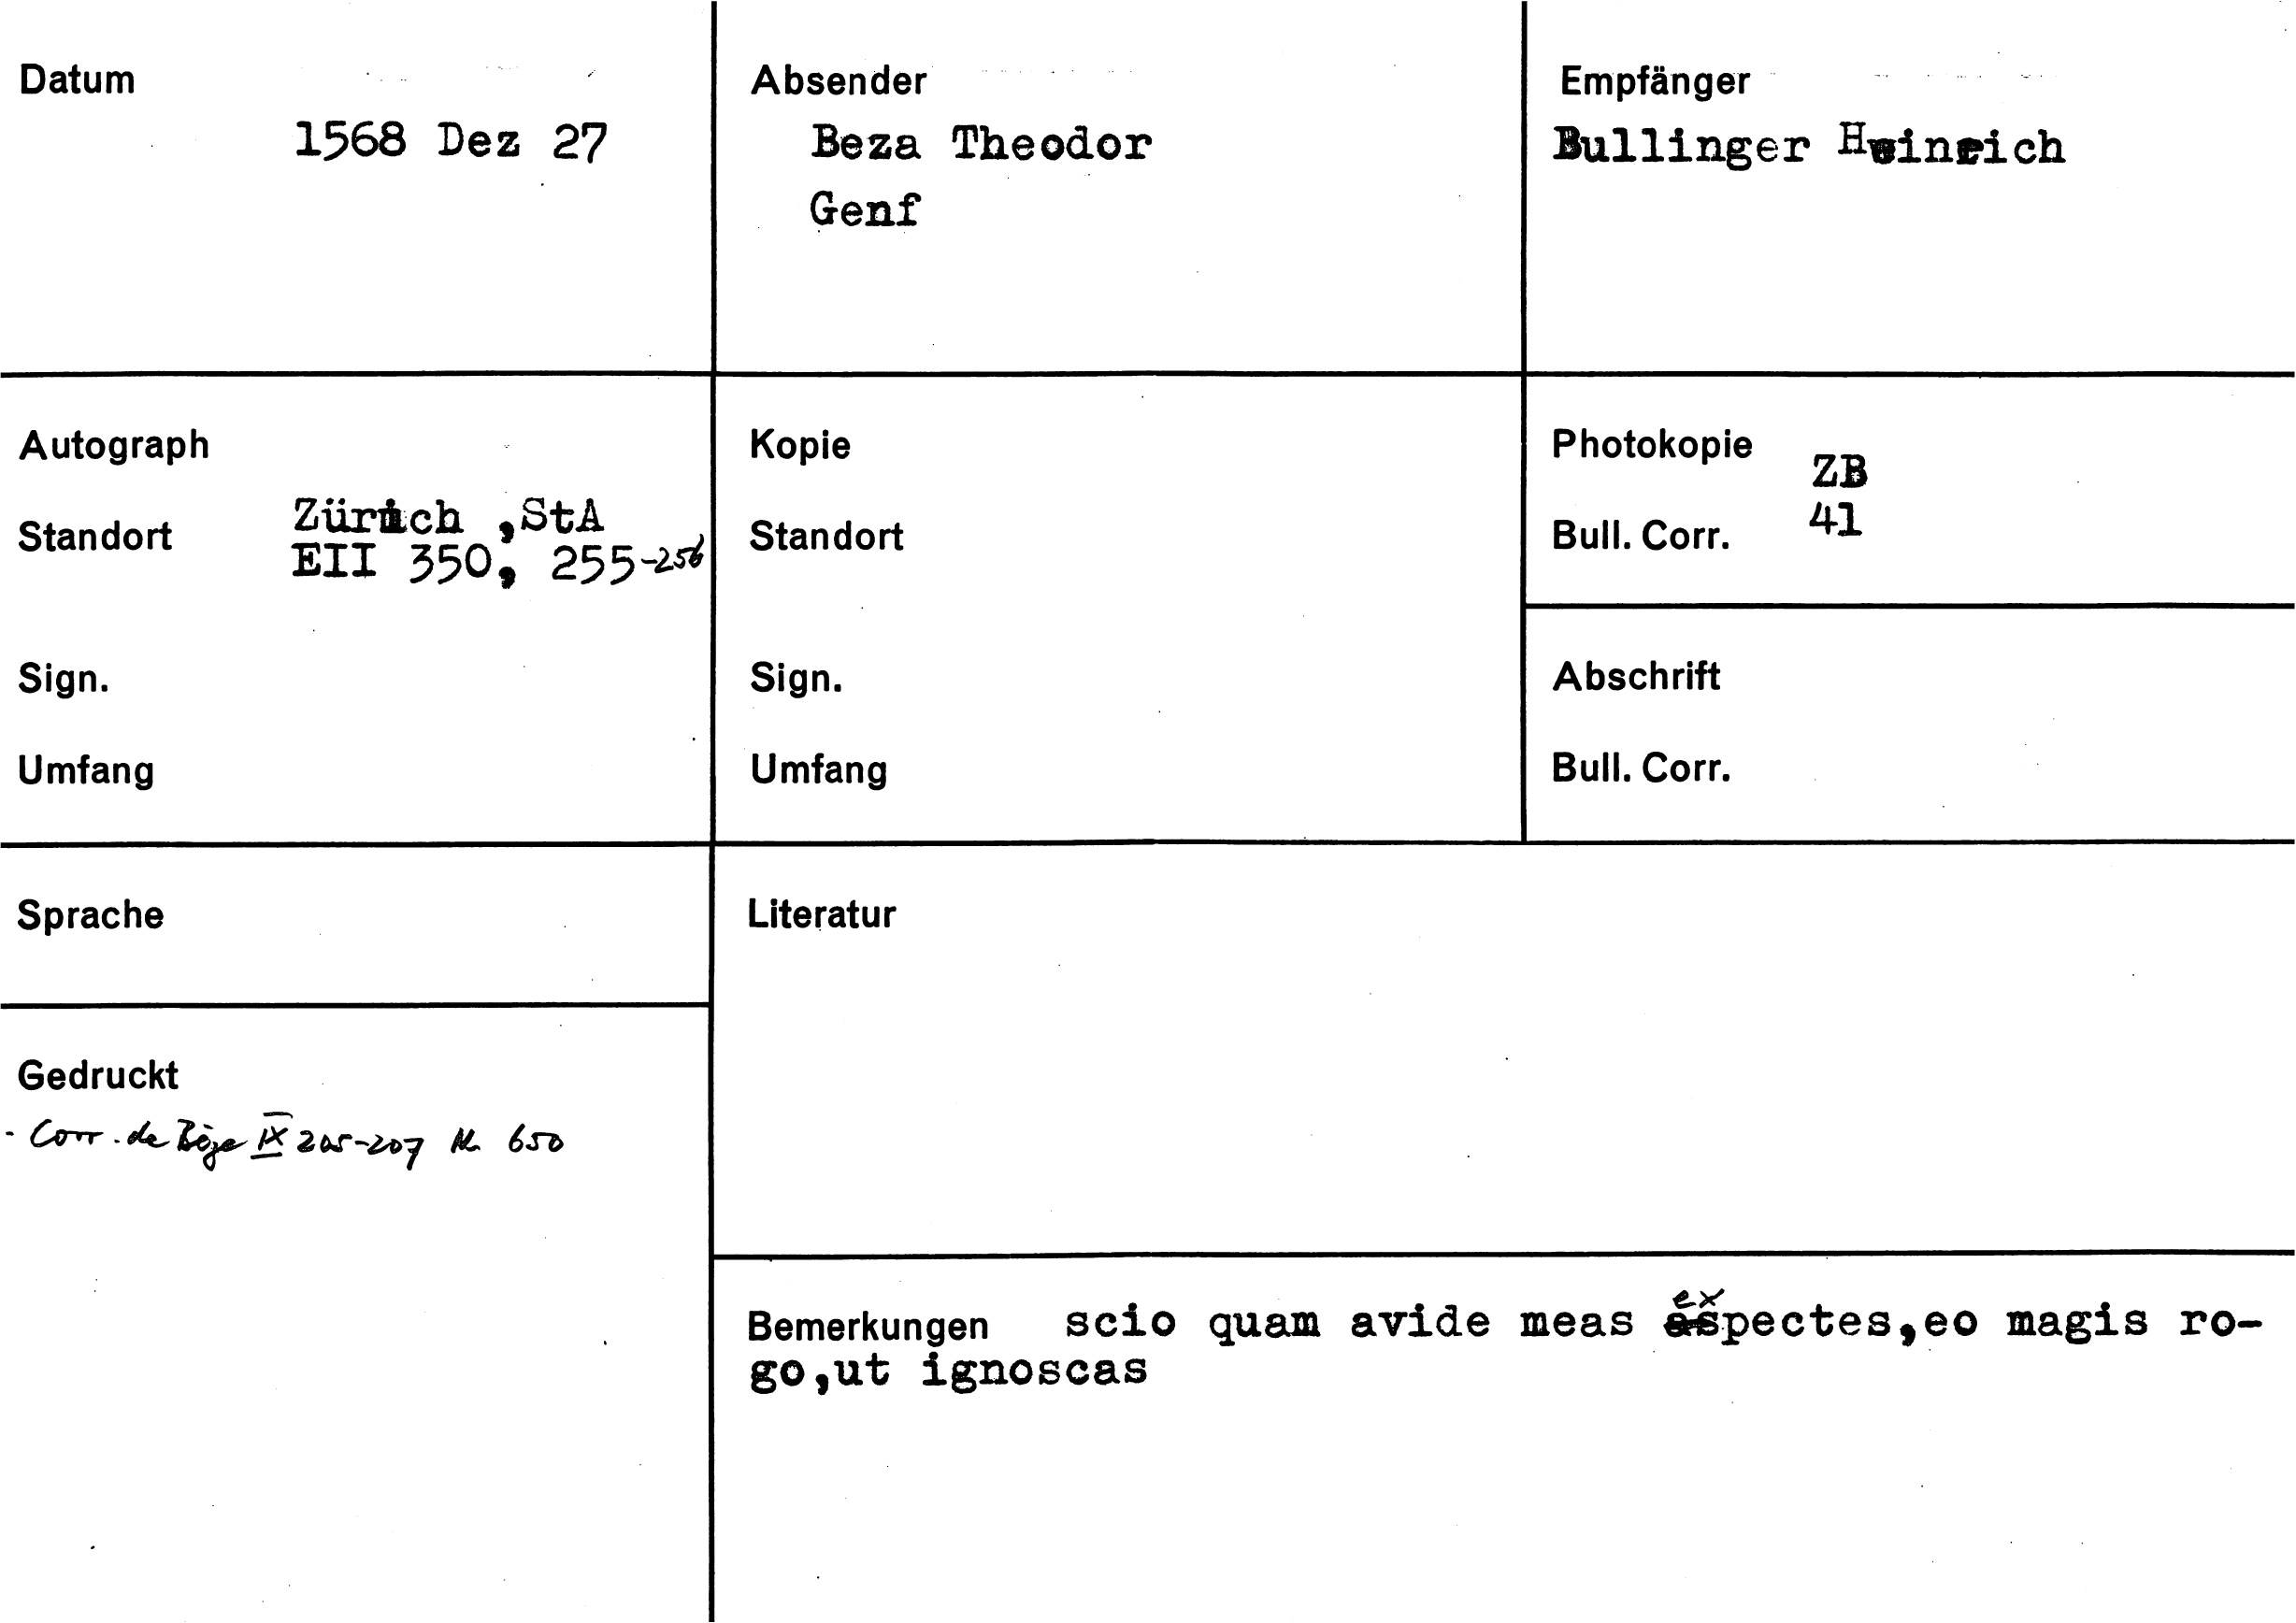 Datum
1568 Dez 27
Absender
Beza Theodor
Genf
Empfänger
Bullinger Heinrich
Autograph
Standort
Zürich ,StA
EII 350, 255-256
Sign.
Umfang
Kopie
Standort
Sign.
Umfang
Photokopie
ZB
Bull. Corr.
41
Abschrift
Bull. Corr.
Sprache
Literatur
Gedruckt
- Corr. de Bèze IX 205-207 Nr. 650
Bemerkungen scio quam avide meas expectes,eo magis ro-
go,ut ignoscas